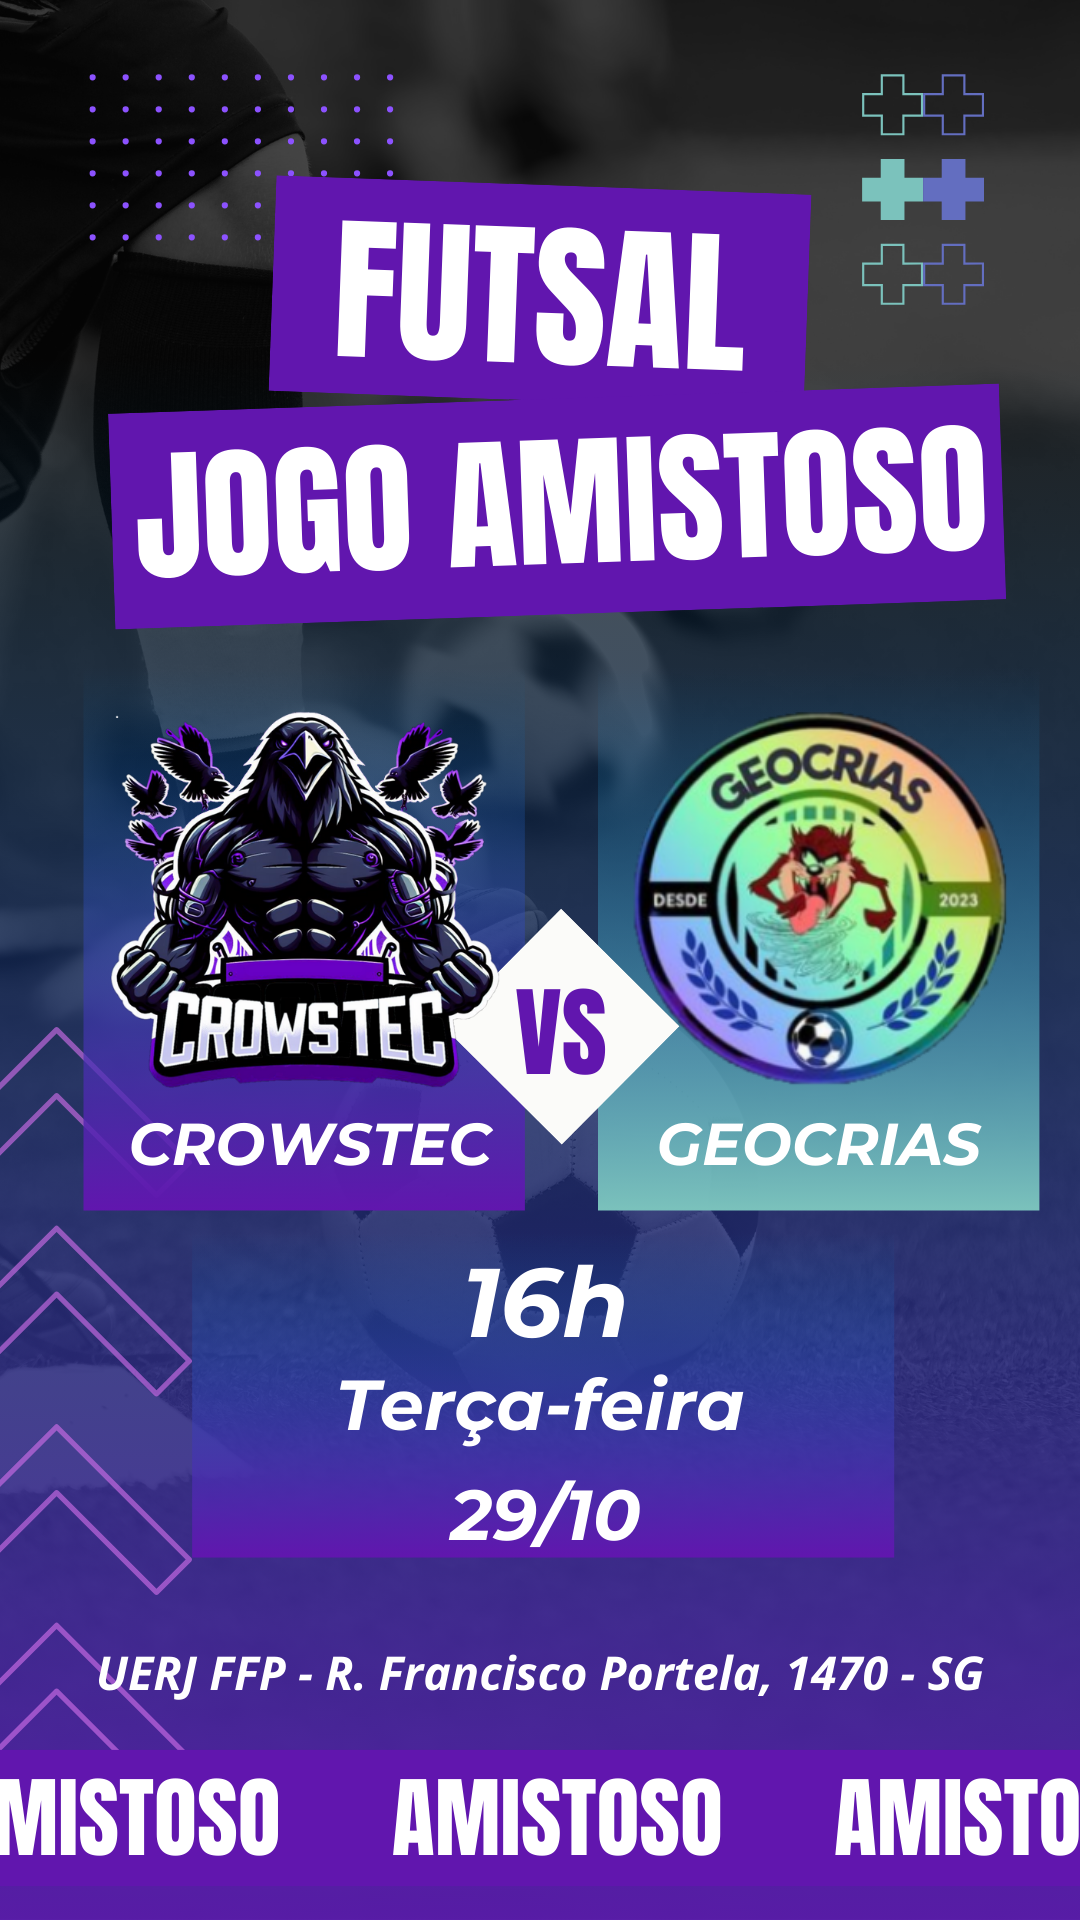 FUTSAL
JOGO AMISTOSO
GEOCRIAS
DESDE
2023
CROWSTEC
VS
CROWSTEC
GEOCRIAS
16h
Terça-feira
29/10
UERJ FFP - R. Francisco Portela, 1470 - SG
MISTOSO AMISTOSO AMISTO